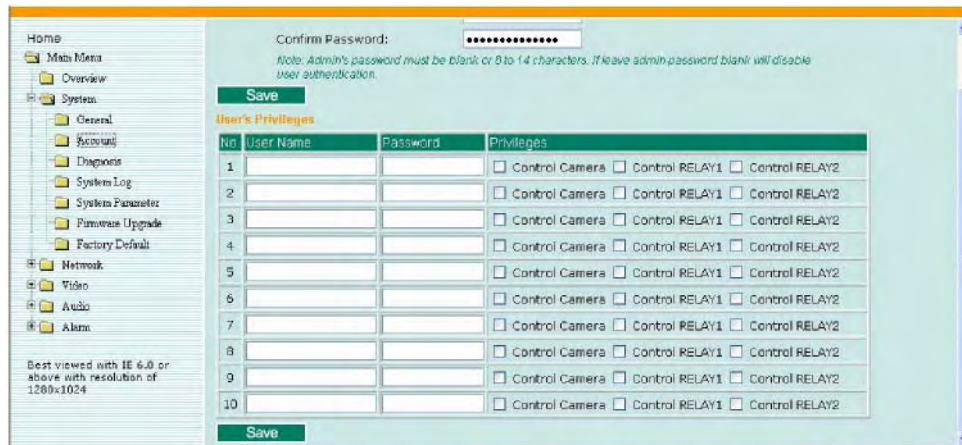 Home
Main Menu
Overview
System
General
Account
Diagnosis
System Log
System Parameter
Firmware Upgrade
Factory Default
Network
Video
Audio
Alarm
Best viewed with IE 6.0 or
above with resolution of
1280x1024
Confirm Password: ••••••••••••••
Note: Admin's password must be blank or 8 to 14 characters. If leave admin password blank will disable
user authentication.
Save
User's Privileges
No User Name Password Privileges
1 Control Camera Control RELAY1 Control RELAY2
2 Control Camera Control RELAY1 Control RELAY2
3 Control Camera Control RELAY1 Control RELAY2
4 Control Camera Control RELAY1 Control RELAY2
5 Control Camera Control RELAY1 Control RELAY2
6 Control Camera Control RELAY1 Control RELAY2
7 Control Camera Control RELAY1 Control RELAY2
8 Control Camera Control RELAY1 Control RELAY2
9 Control Camera Control RELAY1 Control RELAY2
10 Control Camera Control RELAY1 Control RELAY2
Save